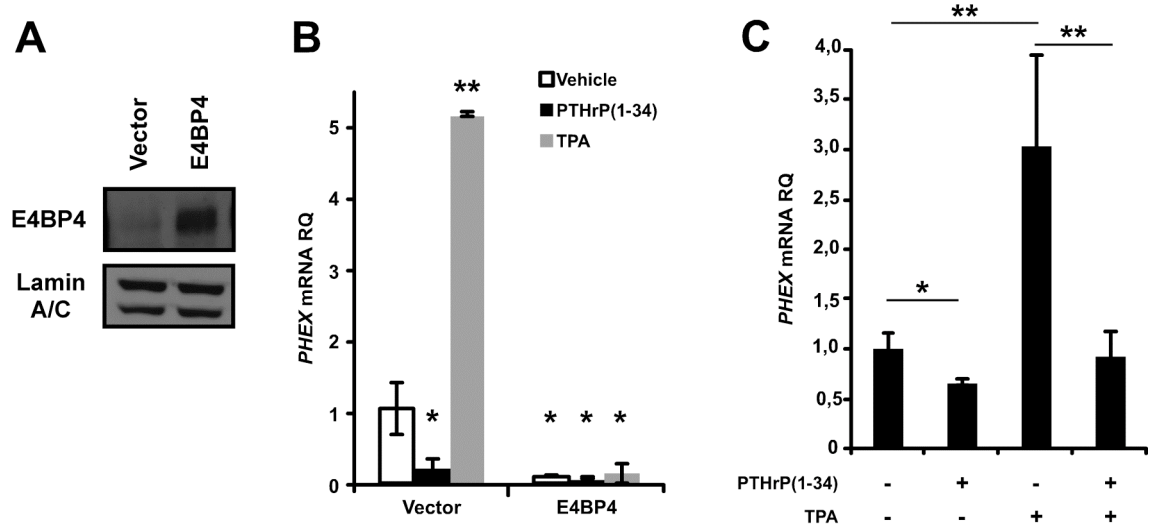 A
Vector
E4BP4
E4BP4
Lamin
A/C
B
PHEX mRNA RQ
5
4
3
2
1
0
**
*
*
*
*
Vehicle
PTHrP(1-34)
TPA
Vector
E4BP4
C
PHEX mRNA RQ
4,0
3,5
3,0
2,5
2,0
1,5
1,0
0,5
0
**
**
*
PTHrP(1-34) - + - +
TPA - - + +